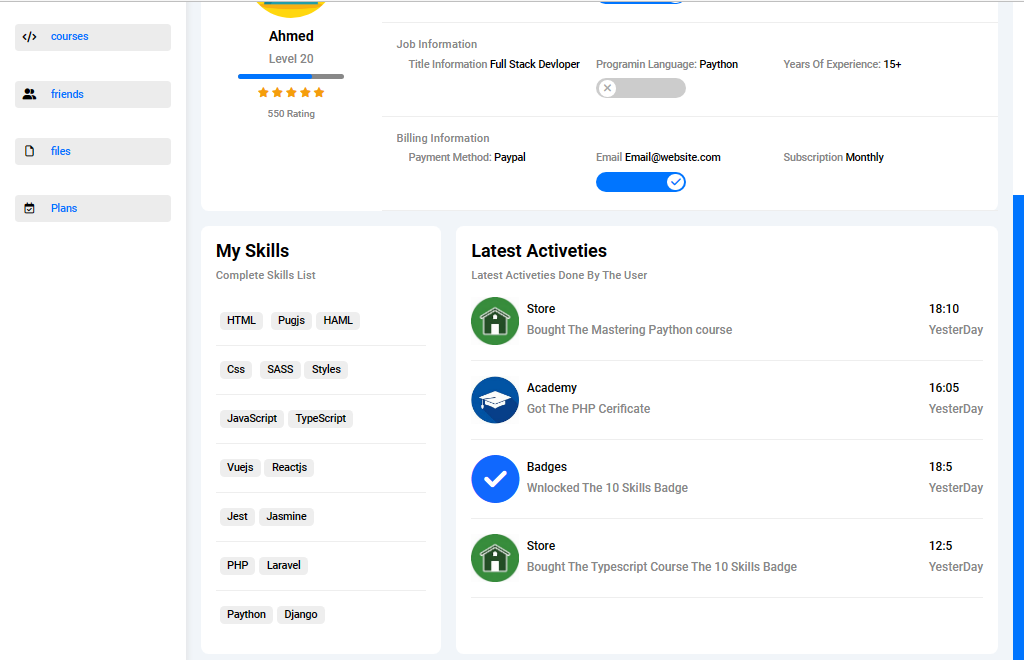 courses
friends
files
Plans
Ahmed
Level 20
550 Rating
Job Information
Title Information Full Stack Devloper Programin Language: Paython Years Of Experience: 15+
Billing Information
Payment Method: Paypal Email Email@website.com Subscription Monthly
My Skills
Complete Skills List
HTML Pugjs HAML
Css SASS Styles
JavaScript TypeScript
Vuejs Reactjs
Jest Jasmine
PHP Laravel
Paython Django
Latest Activeties
Latest Activeties Done By The User
Store 18:10
Bought The Mastering Paython course YesterDay
Academy 16:05
Got The PHP Cerificate YesterDay
Badges 18:5
Wnlocked The 10 Skills Badge YesterDay
Store 12:5
Bought The Typescript Course The 10 Skills Badge YesterDay